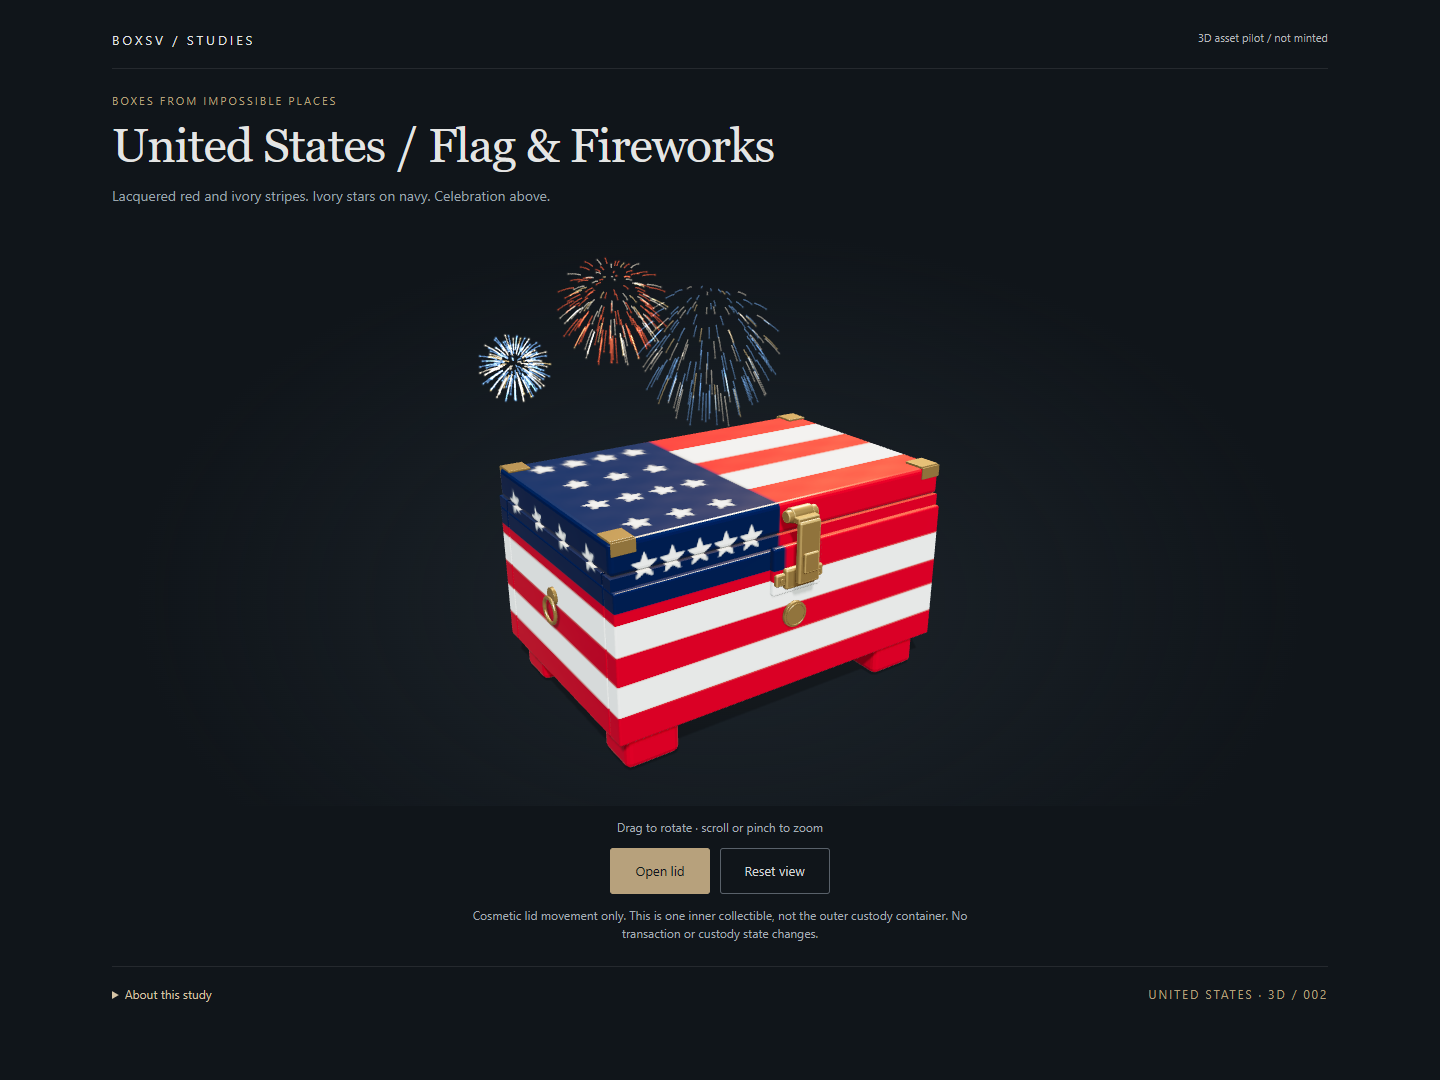 BOXSV / STUDIES
3D asset pilot / not minted
BOXES FROM IMPOSSIBLE PLACES
United States / Flag & Fireworks
Lacquered red and ivory stripes. Ivory stars on navy. Celebration above.
Drag to rotate · scroll or pinch to zoom
Open lid
Reset view
Cosmetic lid movement only. This is one inner collectible, not the outer custody container. No
transaction or custody state changes.
About this study
UNITED STATES · 3D / 002